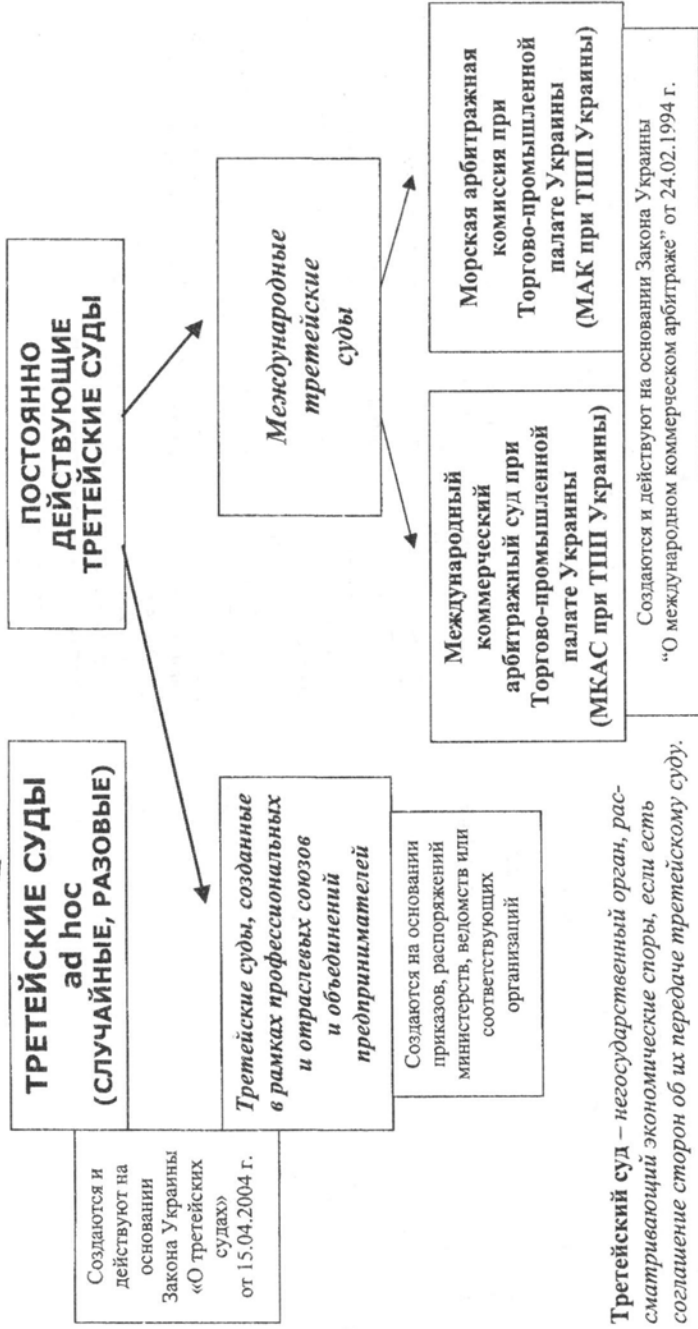 ТРЕТЕЙСКИЕ СУДЫ
ad hoc
(СЛУЧАЙНЫЕ, РАЗОВЫЕ)
Создаются и
действуют на
основании
Закона Украины
«О третейских
судах»
от 15.04.2004 г.
ПОСТОЯННО
ДЕЙСТВУЮЩИЕ
ТРЕТЕЙСКИЕ СУДЫ
Третейские суды, созданные
в рамках профессиональных
и отраслевых союзов
и объединений
предпринимателей
Создаются на основании
приказов, распоряжений
министерств, ведомств или
соответствующих
организаций
Международные
третейские
суды
Международный
коммерческий
арбитражный суд при
Торгово-промышленной
палате Украины
(МКАС при ТПП Украины)
Морская арбитражная
комиссия при
Торгово-промышленной
палате Украины
(МАК при ТПП Украины)
Создаются и действуют на основании Закона Украины
“О международном коммерческом арбитраже” от 24.02.1994 г.
Третейский суд – негосударственный орган, рас-
сматривающий экономические споры, если есть
соглашение сторон об их передаче третейскому суду.